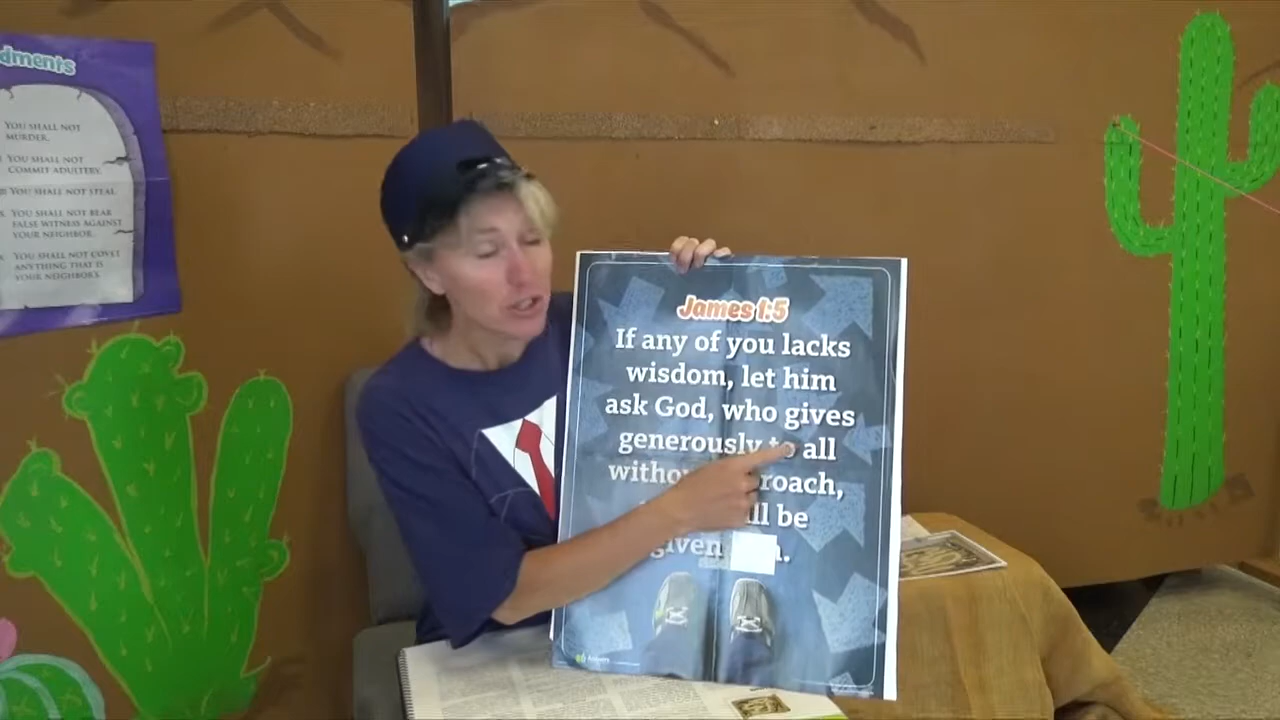 dments
YOU SHALL NOT
MURDER.
YOU SHALL NOT
COMMIT ADULTERY.
YOU SHALL NOT STEAL.
YOU SHALL NOT BEAR
FALSE WITNESS AGAINST
YOUR NEIGHBOR.
YOU SHALL NOT COVET
ANYTHING THAT IS
YOUR NEIGHBOR'S.
James 1:5
If any of you lacks
wisdom, let him
ask God, who gives
generously to all
witho roach,
ll be
given .